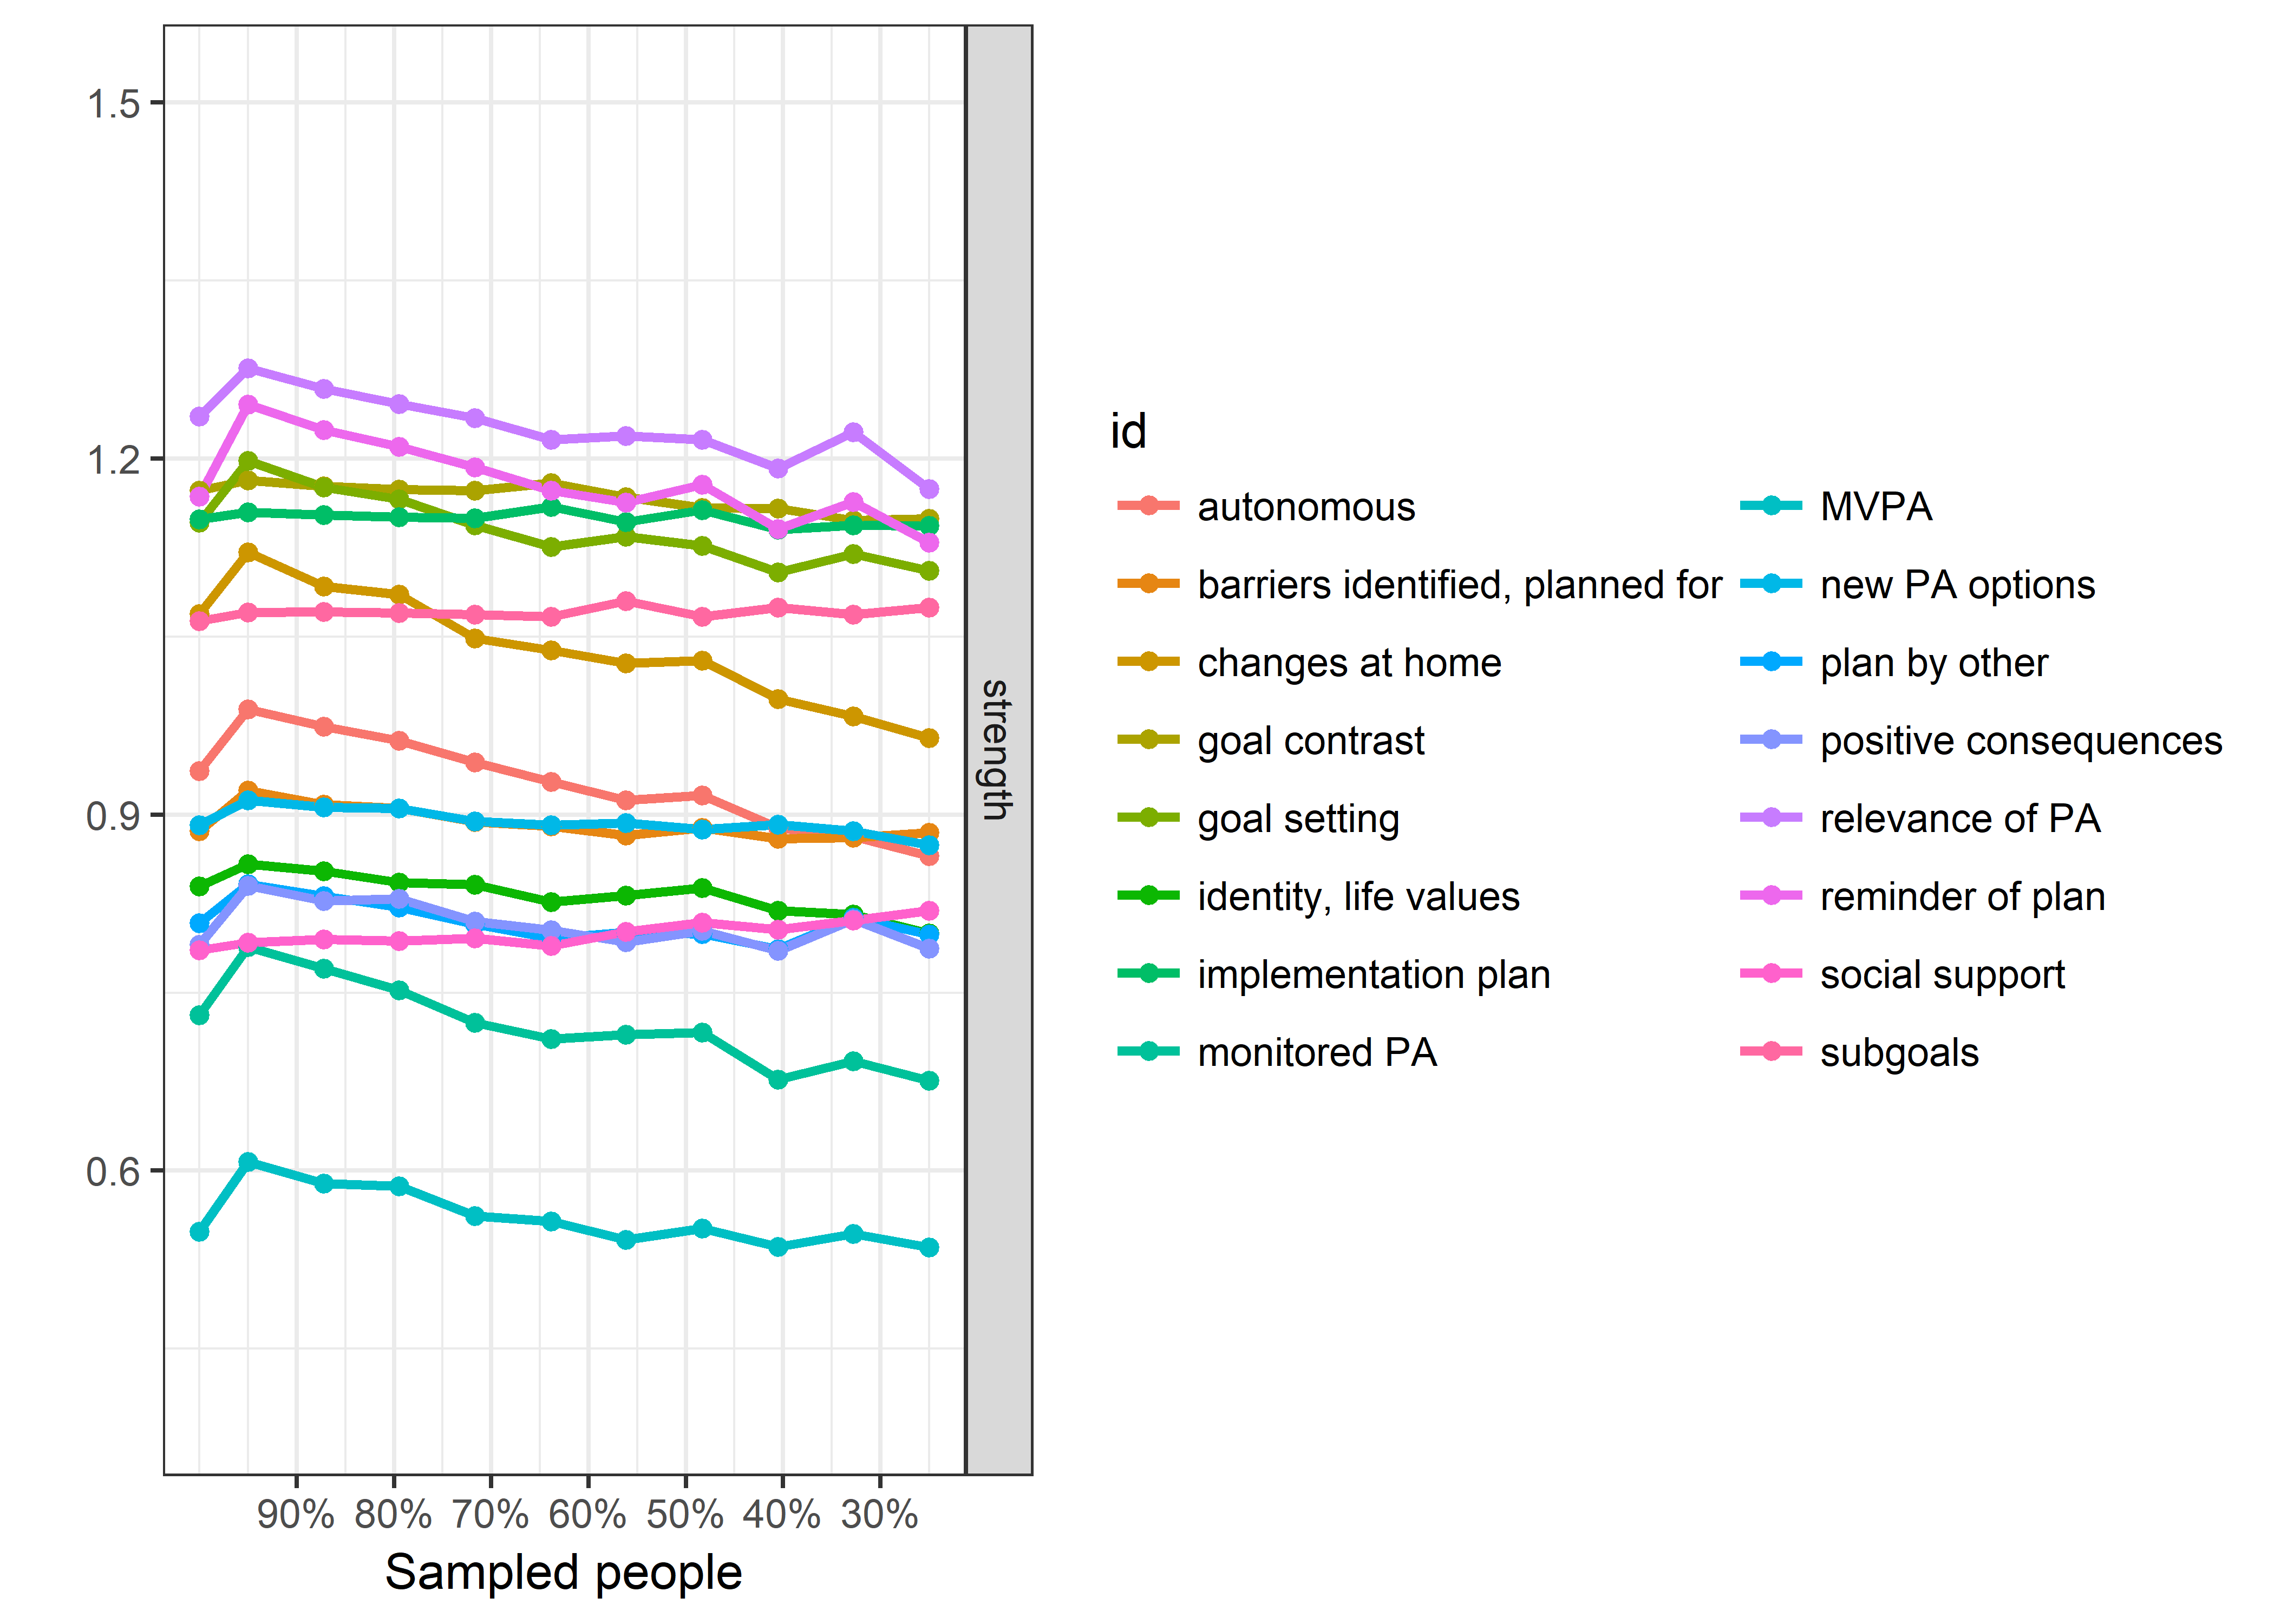 1.5
1.2
0.9
0.6
90% 80% 70% 60% 50% 40% 30%
Sampled people
strength
id
autonomous
barriers identified, planned for
changes at home
goal contrast
goal setting
identity, life values
implementation plan
monitored PA
MVPA
new PA options
plan by other
positive consequences
relevance of PA
reminder of plan
social support
subgoals